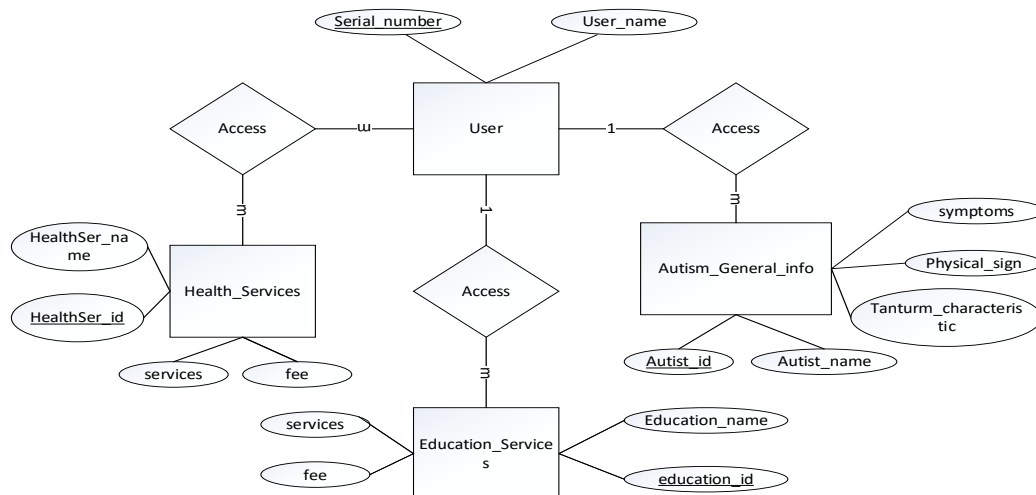 Serial_number
User_name
Access
m
User
1
Access
m
1
m
HealthSer_na
me
HealthSer_id
Health_Services
services
fee
Access
Autism_General_info
symptoms
Physical_sign
Tanturm_characteris
tic
Autist_id
Autist_name
m
services
fee
Education_Service
s
Education_name
education_id